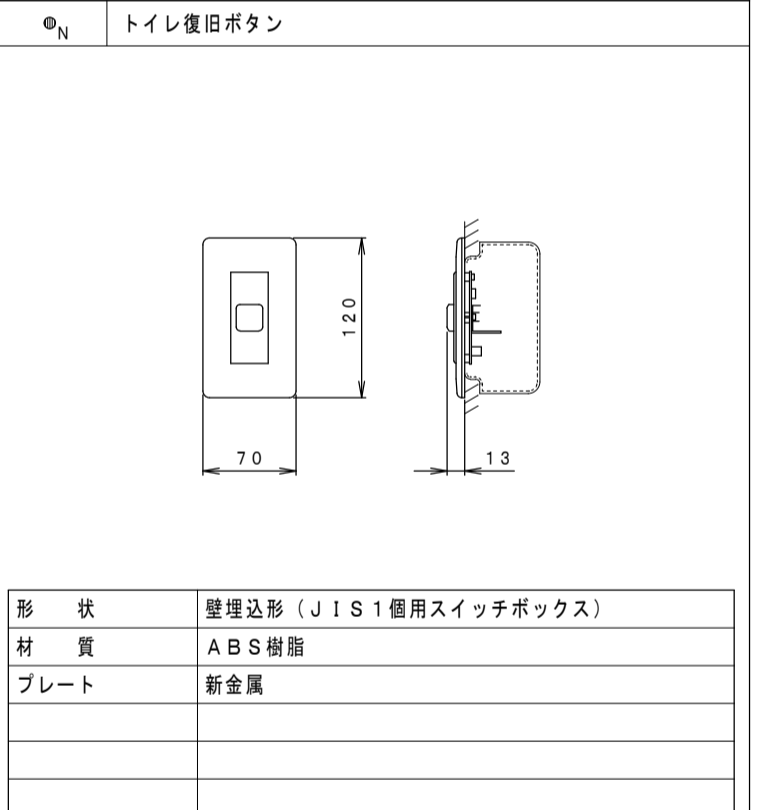 N トイレ復旧ボタン
120
70 13
形 状 壁埋込形（JIS1個用スイッチボックス）
材 質 ABS樹脂
プレート 新金属